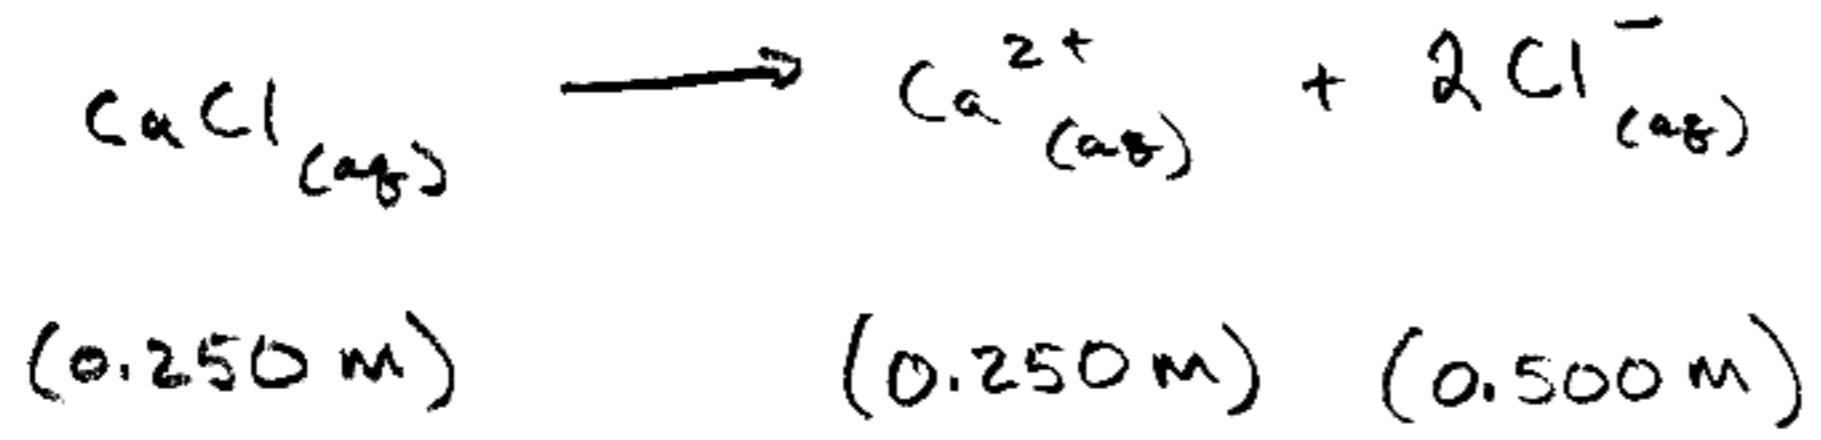 CaCl(aq) ⟶ Ca²⁺(aq) + 2Cl⁻(aq)
(0.250 M) (0.250 M) (0.500 M)